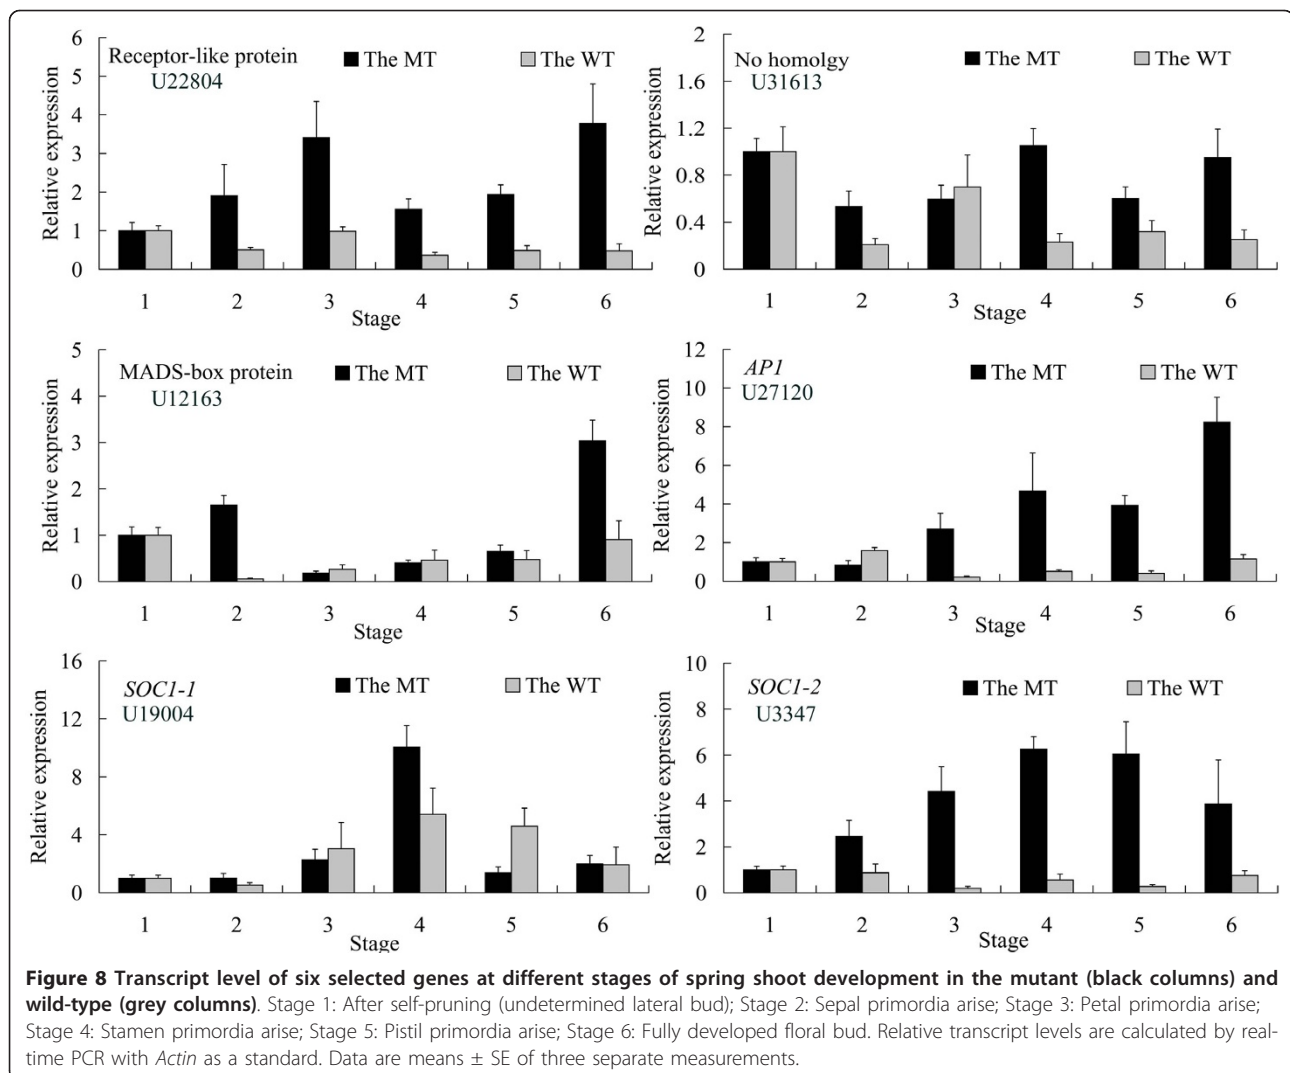 Receptor-like protein
U22804
The MT
The WT
Relative expression
6
5
4
3
2
1
0
1 2 3 4 5 6
Stage
No homolgy
U31613
The MT
The WT
Relative expression
2
1.6
1.2
0.8
0.4
0
1 2 3 4 5 6
Stage
MADS-box protein
U12163
The MT
The WT
Relative expression
5
4
3
2
1
0
1 2 3 4 5 6
Stage
AP1
U27120
The MT
The WT
Relative expression
12
10
8
6
4
2
0
1 2 3 4 5 6
Stage
SOC1-1
U19004
The MT
The WT
Relative expression
16
12
8
4
0
1 2 3 4 5 6
Stage
SOC1-2
U3347
The MT
The WT
Relative expression
10
8
6
4
2
0
1 2 3 4 5 6
Stage
Figure 8 Transcript level of six selected genes at different stages of spring shoot development in the mutant (black columns) and
wild-type (grey columns). Stage 1: After self-pruning (undetermined lateral bud); Stage 2: Sepal primordia arise; Stage 3: Petal primordia arise;
Stage 4: Stamen primordia arise; Stage 5: Pistil primordia arise; Stage 6: Fully developed floral bud. Relative transcript levels are calculated by real-
time PCR with Actin as a standard. Data are means ± SE of three separate measurements.